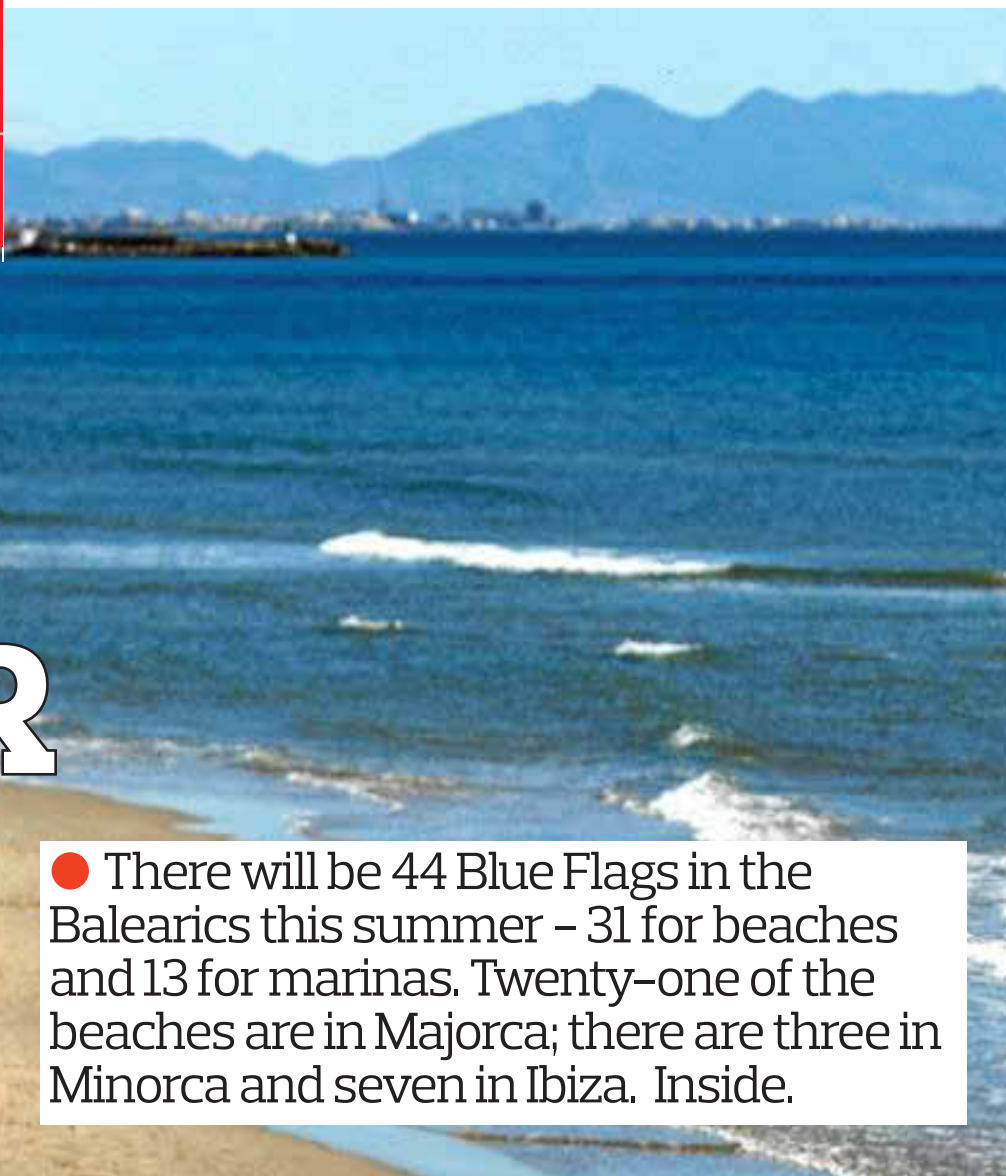 R
● There will be 44 Blue Flags in the
Balearics this summer – 31 for beaches
and 13 for marinas. Twenty-one of the
beaches are in Majorca; there are three in
Minorca and seven in Ibiza. Inside.